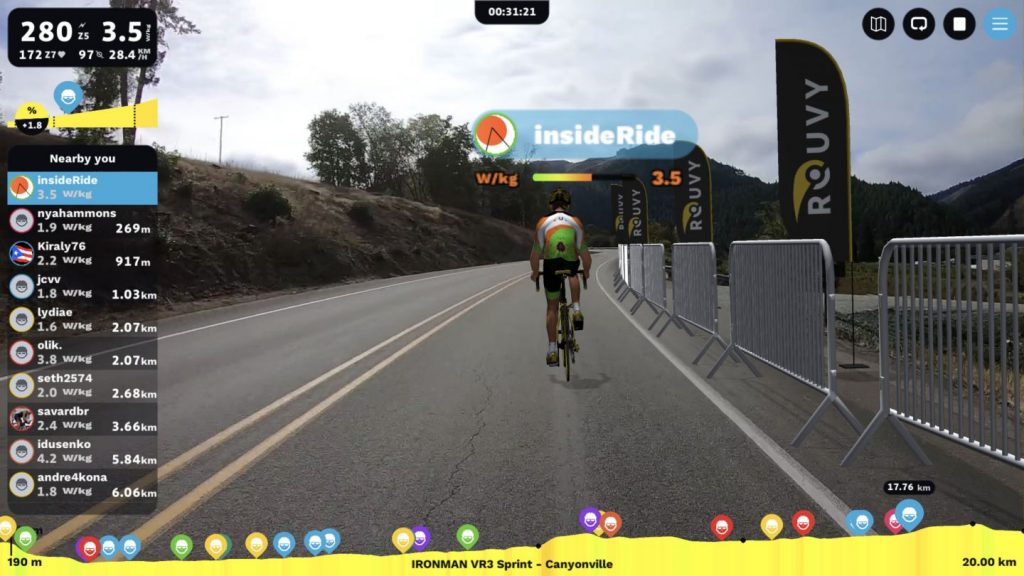 280 Z5 3.5 W/KG
172 Z7 97 28.4 KM/H
00:31:21
%
+1.8
Nearby you
insideRide
3.5 W/kg
nyahammons
1.9 W/kg 269m
Kiraly76
2.2 W/kg 917m
jcvv
1.8 W/kg 1.03km
lydiae
1.6 W/kg 2.07km
olik.
3.8 W/kg 2.07km
seth2574
2.0 W/kg 2.68km
savardbr
2.4 W/kg 3.66km
idusenko
4.2 W/kg 5.84km
andre4kona
1.8 W/kg 6.06km
insideRide
W/kg 3.5
ROUVY
ROUVY
ROUVY
17.76 km
190 m
IRONMAN VR3 Sprint - Canyonville
20.00 km